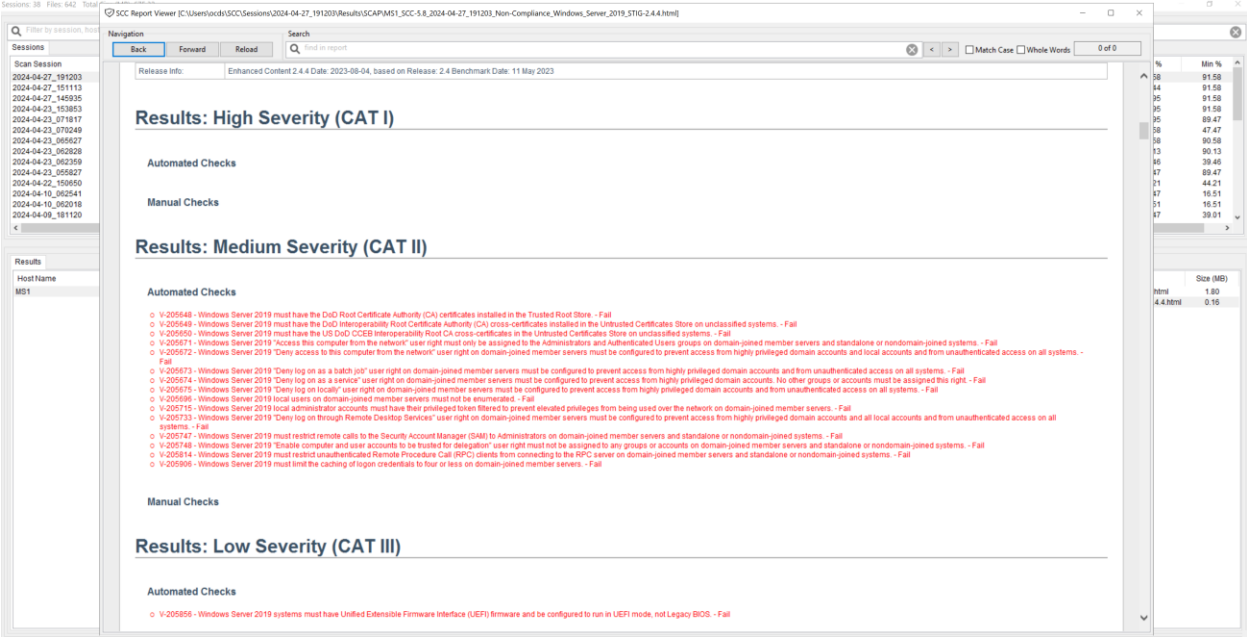 Sessions: 38 Files: 642 Total
SCC Report Viewer [C:\Users\ocds\SCC\Sessions\2024-04-27_191203\Results\SCAP\MS1_SCC-5.8_2024-04-27_191203_Non-Compliance_Windows_Server_2019_STIG-2.4.4.html]
Filter by session, host
Navigation
Search
Back Forward Reload
find in report
< > Match Case Whole Words 0 of 0
Sessions
Scan Session
% Min %
2024-04-27_191203
58 91.58
2024-04-27_151113
44 91.58
2024-04-27_145935
95 91.58
2024-04-23_153853
95 91.58
2024-04-23_071817
95 89.47
2024-04-23_070249
58 47.47
2024-04-23_065627
58 90.58
2024-04-23_062828
13 90.13
2024-04-23_062359
46 39.46
2024-04-23_055827
47 89.47
2024-04-22_150650
21 44.21
2024-04-10_062541
47 16.51
2024-04-10_062018
51 16.51
2024-04-09_181120
47 39.01
Results
Host Name
Size (MB)
MS1
html 1.80
4.4.html 0.16
Release Info: Enhanced Content 2.4.4 Date: 2023-08-04, based on Release: 2.4 Benchmark Date: 11 May 2023
Results: High Severity (CAT I)
Automated Checks
Manual Checks
Results: Medium Severity (CAT II)
Automated Checks
V-205648 - Windows Server 2019 must have the DoD Root Certificate Authority (CA) certificates installed in the Trusted Root Store. - Fail
V-205649 - Windows Server 2019 must have the DoD Interoperability Root Certificate Authority (CA) cross-certificates installed in the Untrusted Certificates Store on unclassified systems. - Fail
V-205650 - Windows Server 2019 must have the US DoD CCEB Interoperability Root CA cross-certificates in the Untrusted Certificates Store on unclassified systems. - Fail
V-205671 - Windows Server 2019 "Access this computer from the network" user right must only be assigned to the Administrators and Authenticated Users groups on domain-joined member servers and standalone or nondomain-joined systems. - Fail
V-205672 - Windows Server 2019 "Deny access to this computer from the network" user right on domain-joined member servers must be configured to prevent access from highly privileged domain accounts and local accounts and from unauthenticated access on all systems. -
Fail
V-205673 - Windows Server 2019 "Deny log on as a batch job" user right on domain-joined member servers must be configured to prevent access from highly privileged domain accounts and from unauthenticated access on all systems. - Fail
V-205674 - Windows Server 2019 "Deny log on as a service" user right on domain-joined member servers must be configured to prevent access from highly privileged domain accounts. No other groups or accounts must be assigned this right. - Fail
V-205675 - Windows Server 2019 "Deny log on locally" user right on domain-joined member servers must be configured to prevent access from highly privileged domain accounts and from unauthenticated access on all systems. - Fail
V-205696 - Windows Server 2019 local users on domain-joined member servers must not be enumerated. - Fail
V-205715 - Windows Server 2019 local administrator accounts must have their privileged token filtered to prevent elevated privileges from being used over the network on domain-joined member servers. - Fail
V-205733 - Windows Server 2019 "Deny log on through Remote Desktop Services" user right on domain-joined member servers must be configured to prevent access from highly privileged domain accounts and all local accounts and from unauthenticated access on all
systems. - Fail
V-205747 - Windows Server 2019 must restrict remote calls to the Security Account Manager (SAM) to Administrators on domain-joined member servers and standalone or nondomain-joined systems. - Fail
V-205748 - Windows Server 2019 "Enable computer and user accounts to be trusted for delegation" user right must not be assigned to any groups or accounts on domain-joined member servers and standalone or nondomain-joined systems. - Fail
V-205814 - Windows Server 2019 must restrict unauthenticated Remote Procedure Call (RPC) clients from connecting to the RPC server on domain-joined member servers and standalone or nondomain-joined systems. - Fail
V-205906 - Windows Server 2019 must limit the caching of logon credentials to four or less on domain-joined member servers. - Fail
Manual Checks
Results: Low Severity (CAT III)
Automated Checks
V-205856 - Windows Server 2019 systems must have Unified Extensible Firmware Interface (UEFI) firmware and be configured to run in UEFI mode, not Legacy BIOS. - Fail